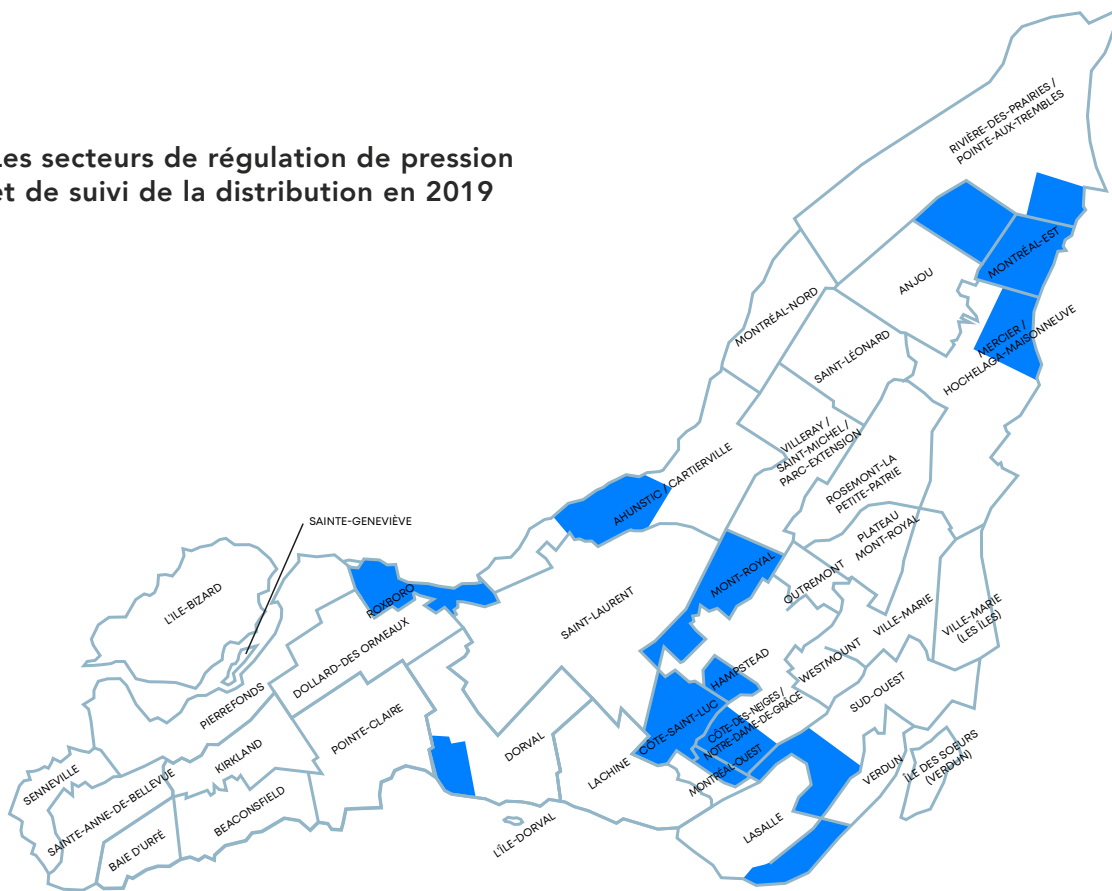 es secteurs de régulation de pression
et de suivi de la distribution en 2019
RIVIÈRE-DES-PRAIRIES /
POINTE-AUX-TREMBLES
MONTRÉAL-EST
ANJOU
MONTRÉAL-NORD
MERCIER /
HOCHELAGA-MAISONNEUVE
SAINT-LÉONARD
VILLERAY /
SAINT-MICHEL /
PARC-EXTENSION
AHUNSTIC / CARTIERVILLE
ROSEMONT-LA
PETITE-PATRIE
SAINTE-GENEVIÈVE
PLATEAU
MONT-ROYAL
MONT-ROYAL
OUTREMONT
L'ILE-BIZARD
ROXBORO
SAINT-LAURENT
VILLE-MARIE
VILLE-MARIE
(LES ÎLES)
DOLLARD-DES ORMEAUX
HAMPSTEAD
WESTMOUNT
PIERREFONDS
SUD-OUEST
CÔTE-SAINT-LUC
CÔTE-DES-NEIGES /
NOTRE-DAME-DE-GRÂCE
POINTE-CLAIRE
DORVAL
KIRKLAND
LACHINE
MONTRÉAL-OUEST
VERDUN
ÎLE DES SOEURS
(VERDUN)
SENNEVILLE
SAINTE-ANNE-DE-BELLEVUE
BEACONSFIELD
LASALLE
L'ÎLE-DORVAL
BAIE D'URFÉ